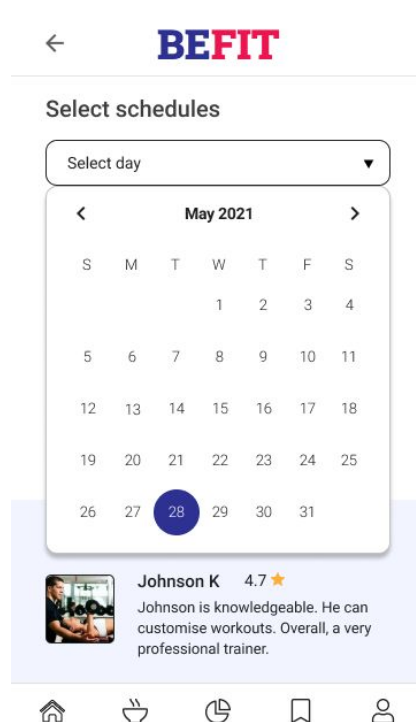 BEFIT
Select schedules
Select day
May 2021
S M T W T F S
1 2 3 4
5 6 7 8 9 10 11
12 13 14 15 16 17 18
19 20 21 22 23 24 25
26 27 28 29 30 31
Johnson K 4.7
Johnson is knowledgeable. He can
customise workouts. Overall, a very
professional trainer.